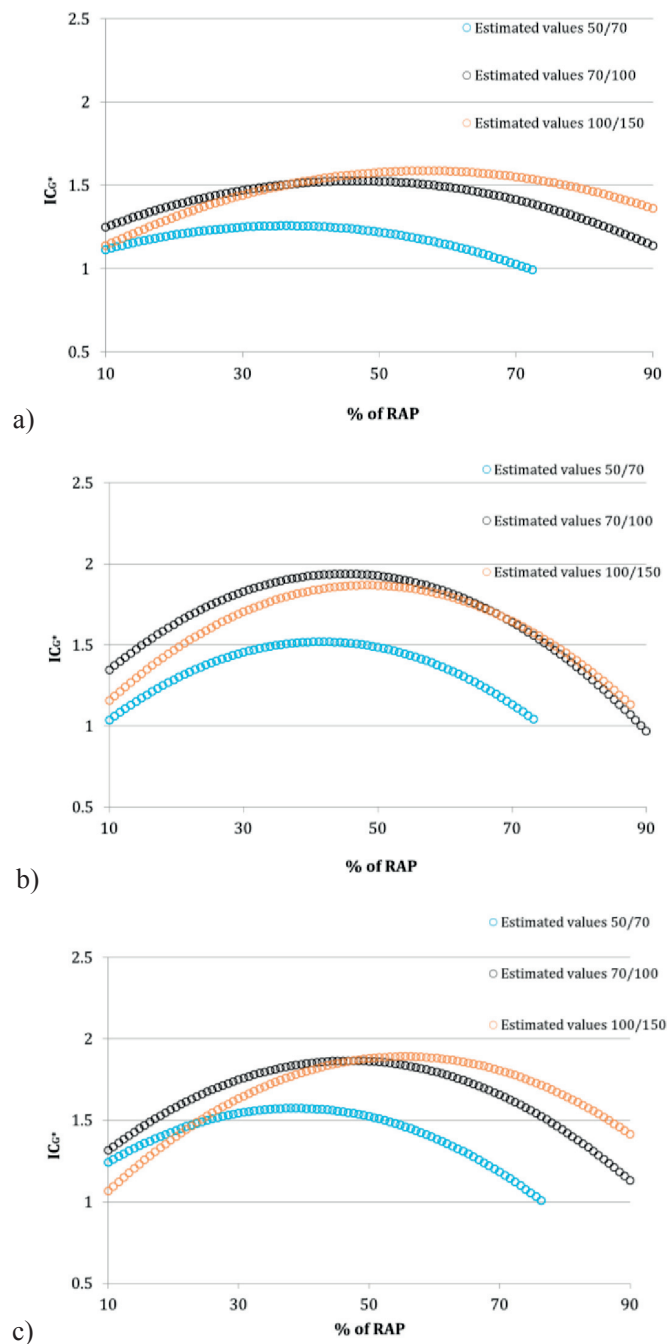 2.5
Estimated values 50/70
2
Estimated values 70/100
Estimated values 100/150
1.5
ICG*
1
0.5
10 30 50 70 90
% of RAP
a)
Estimated values 50/70
2.5
Estimated values 70/100
2
Estimated values 100/150
1.5
ICG*
1
0.5
10 30 50 70 90
% of RAP
b)
Estimated values 50/70
2.5
Estimated values 70/100
2
Estimated values 100/150
1.5
ICG*
1
0.5
10 30 50 70 90
% of RAP
c)